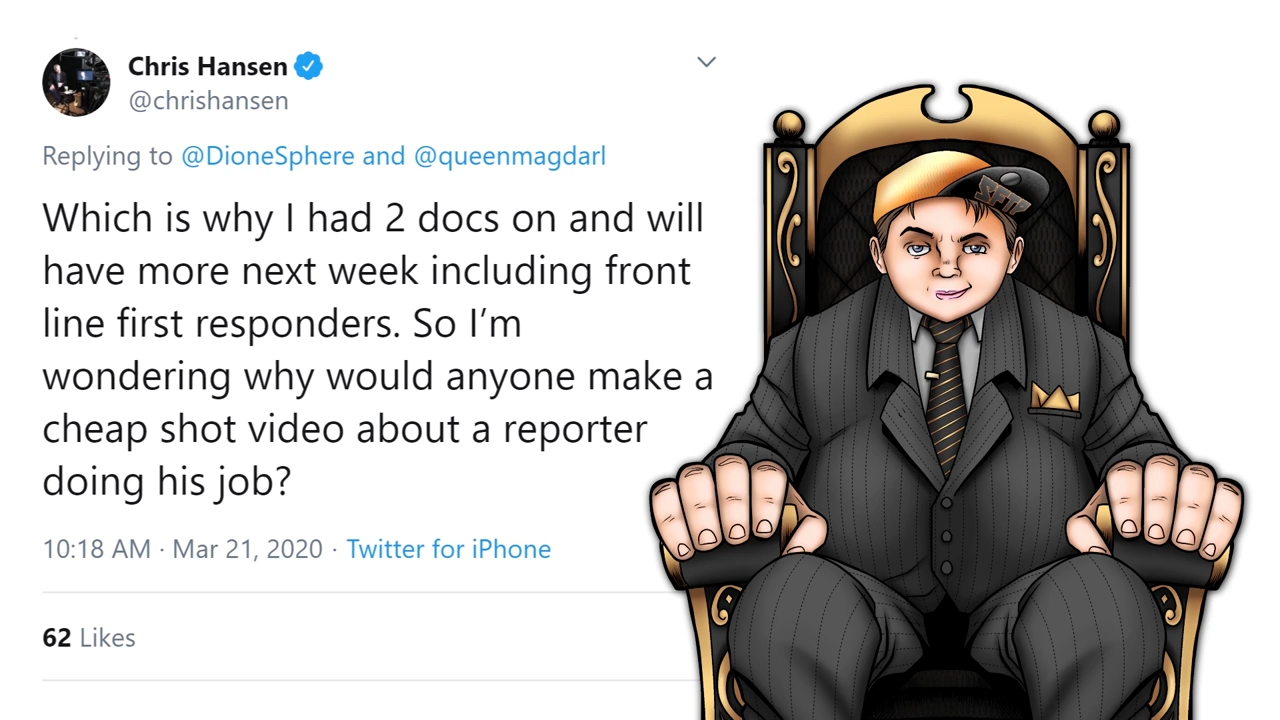 Chris Hansen
@chrishansen
Replying to @DioneSphere and @queenmagdarl
Which is why I had 2 docs on and will
have more next week including front
line first responders. So I’m
wondering why would anyone make a
cheap shot video about a reporter
doing his job?
10:18 AM · Mar 21, 2020 · Twitter for iPhone
62 Likes